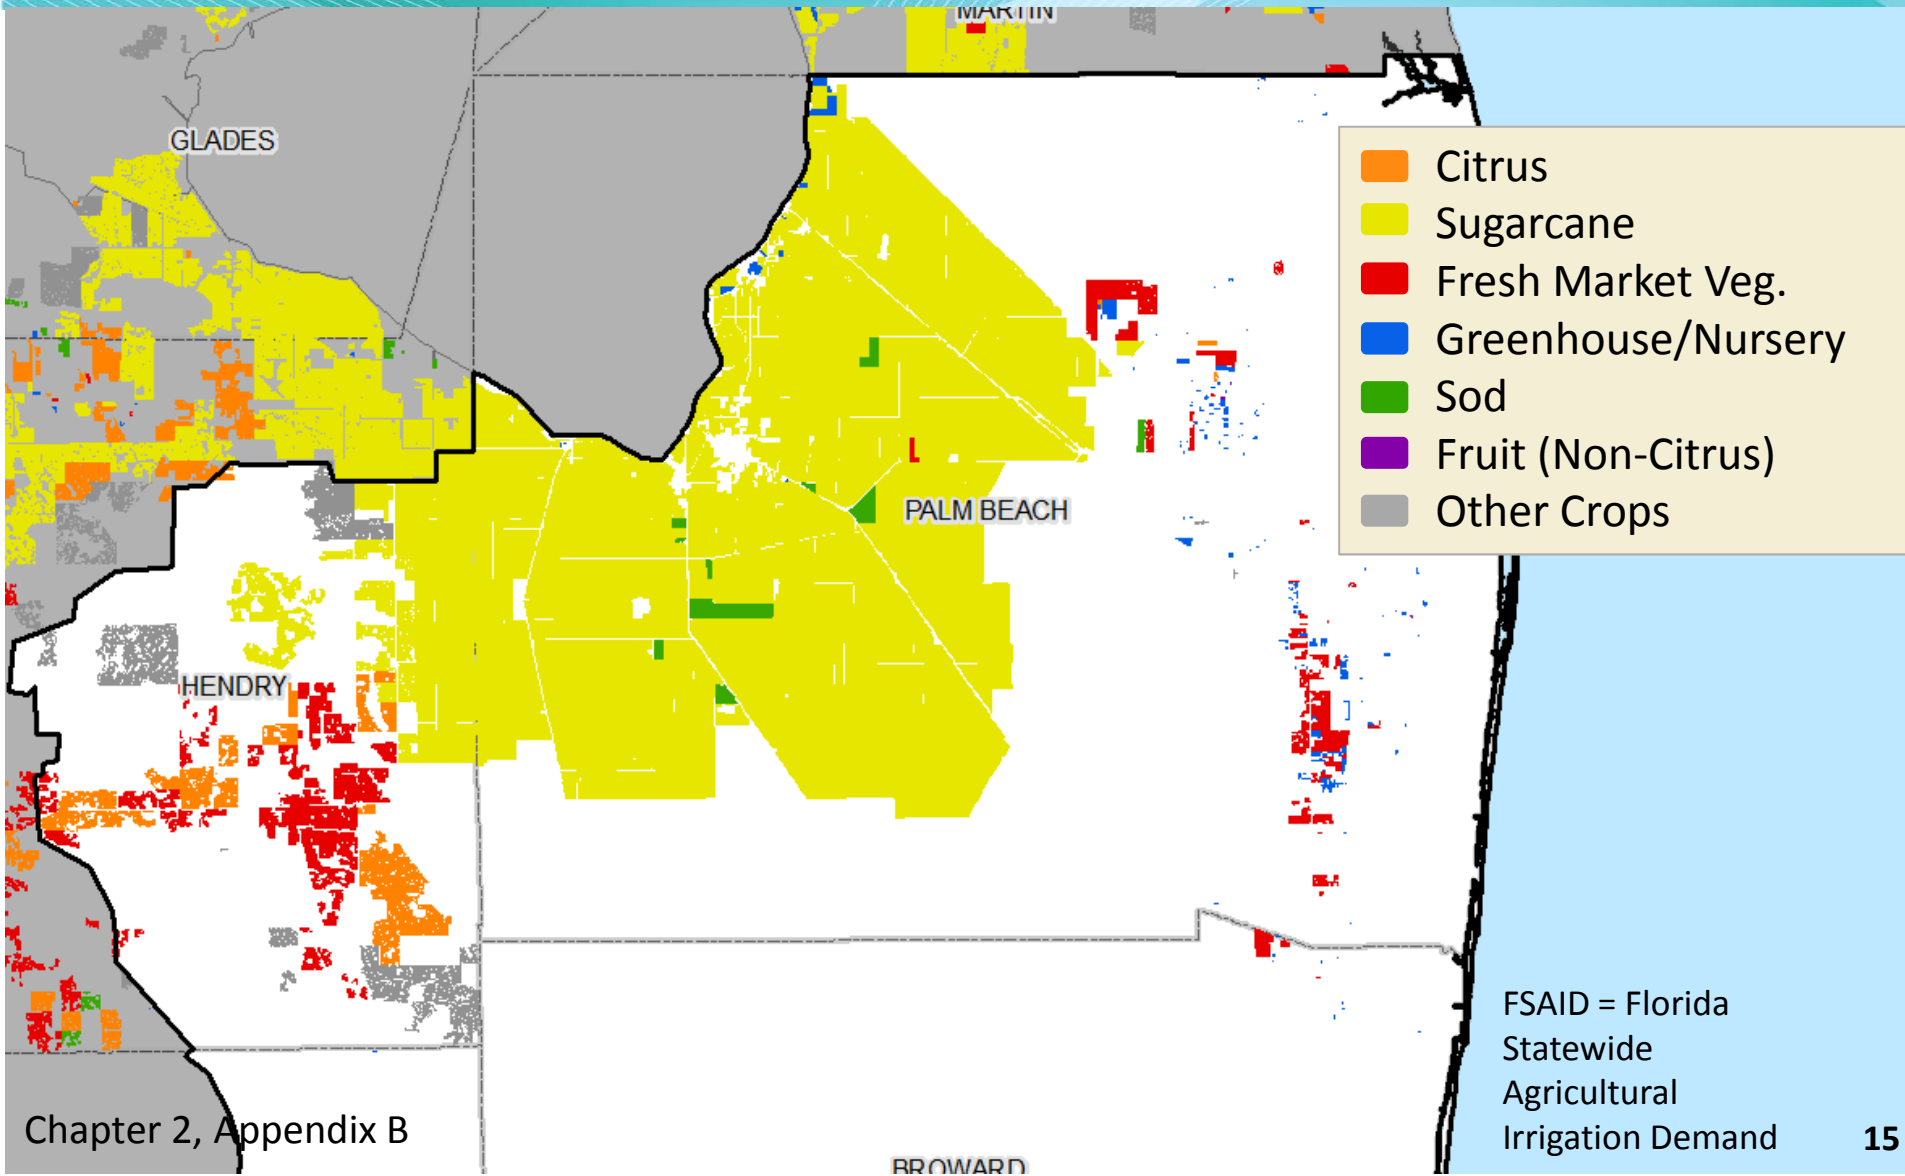 MARTIN
GLADES
Citrus
Sugarcane
Fresh Market Veg.
Greenhouse/Nursery
Sod
Fruit (Non-Citrus)
Other Crops
PALM BEACH
HENDRY
FSAID = Florida
Statewide
Agricultural
Irrigation Demand
Chapter 2, Appendix B
15
BROWARD